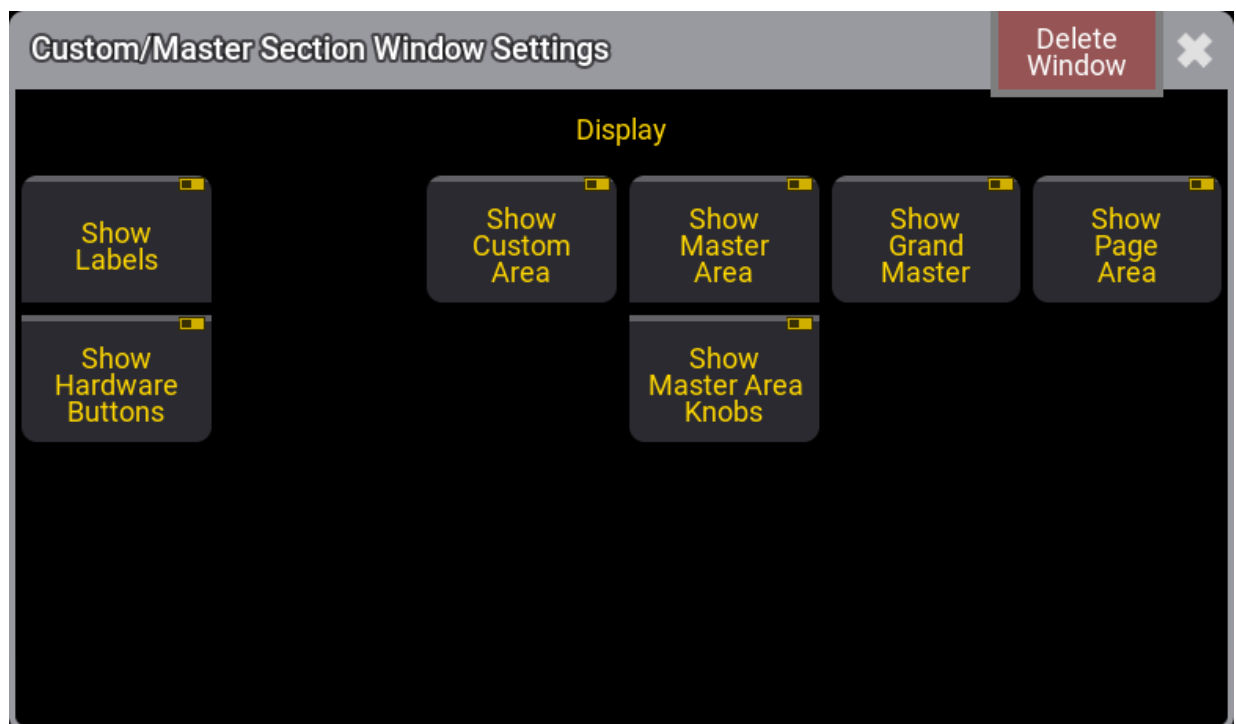 Custom/Master Section Window Settings
Delete
Window
Display
Show
Labels
Show
Custom
Area
Show
Master
Area
Show
Grand
Master
Show
Page
Area
Show
Hardware
Buttons
Show
Master Area
Knobs